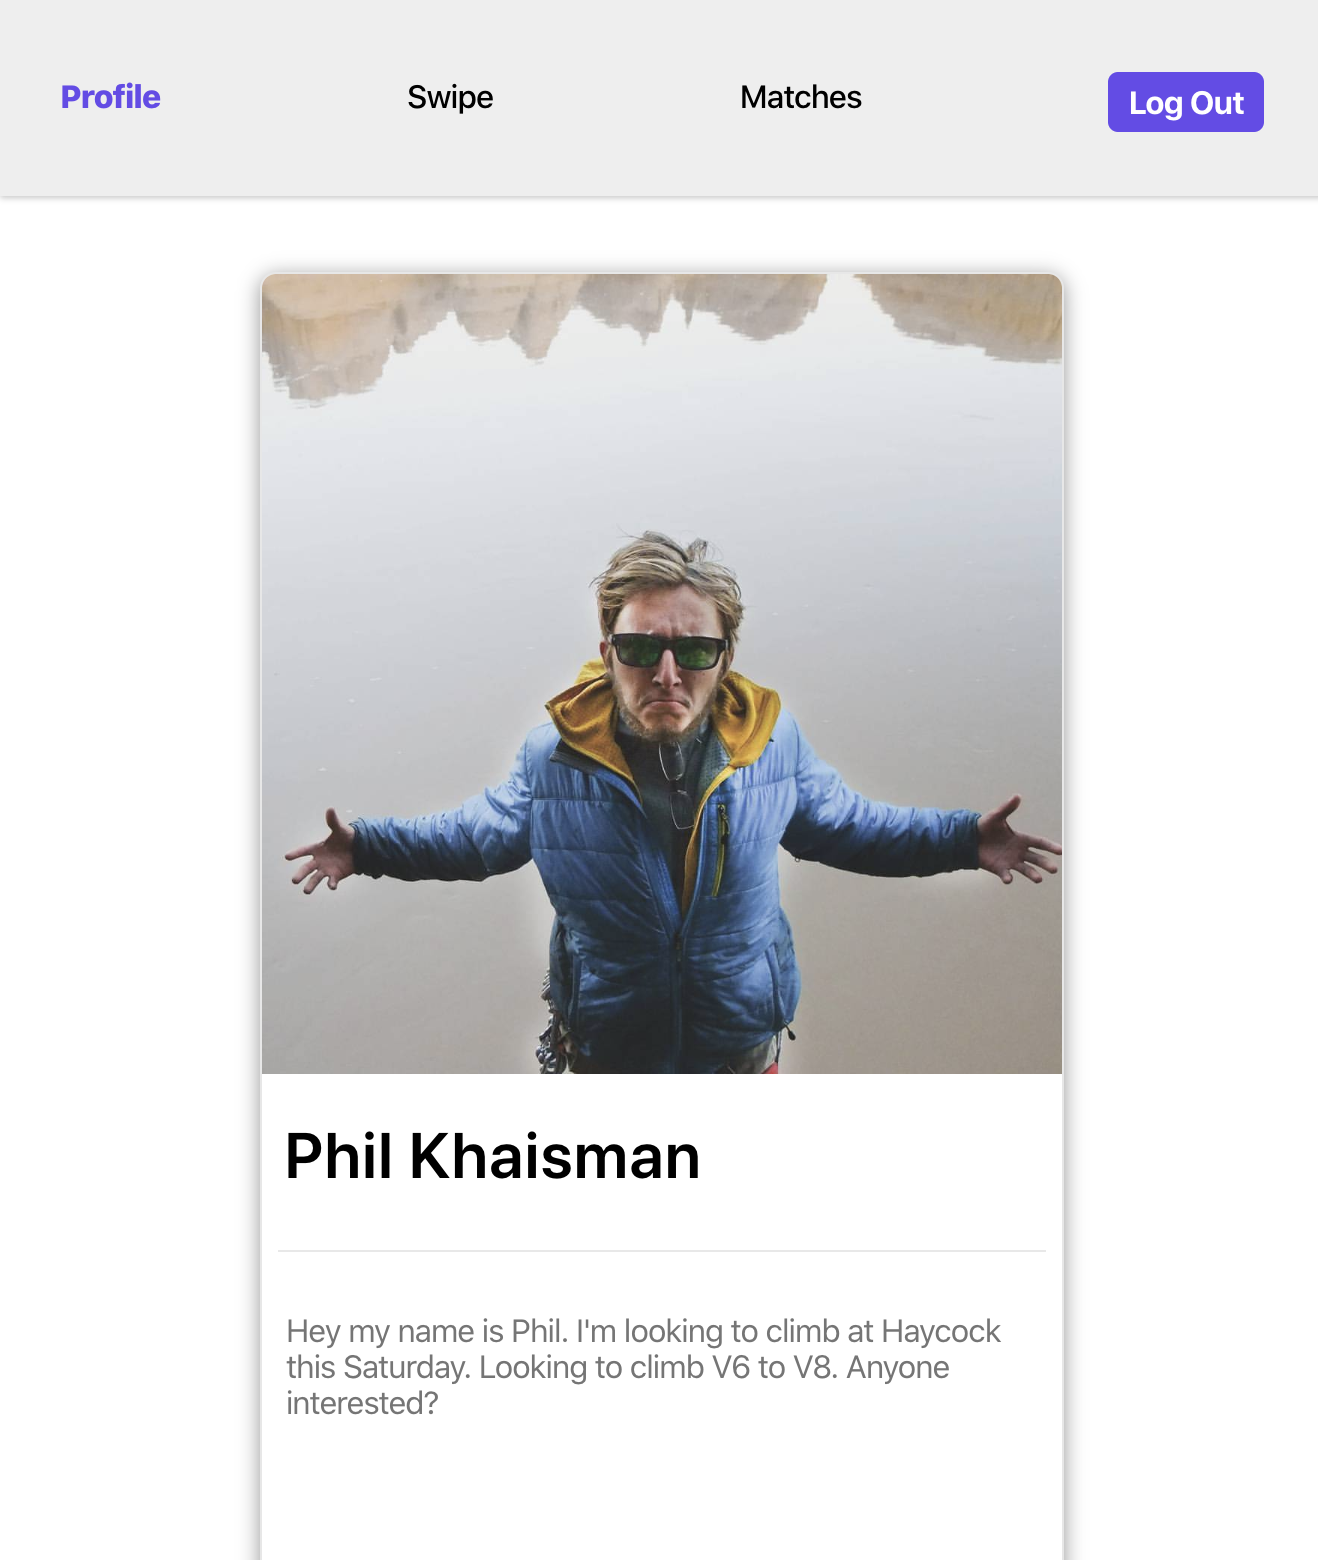 Profile Swipe Matches Log Out
Phil Khaisman
Hey my name is Phil. I'm looking to climb at Haycock
this Saturday. Looking to climb V6 to V8. Anyone
interested?